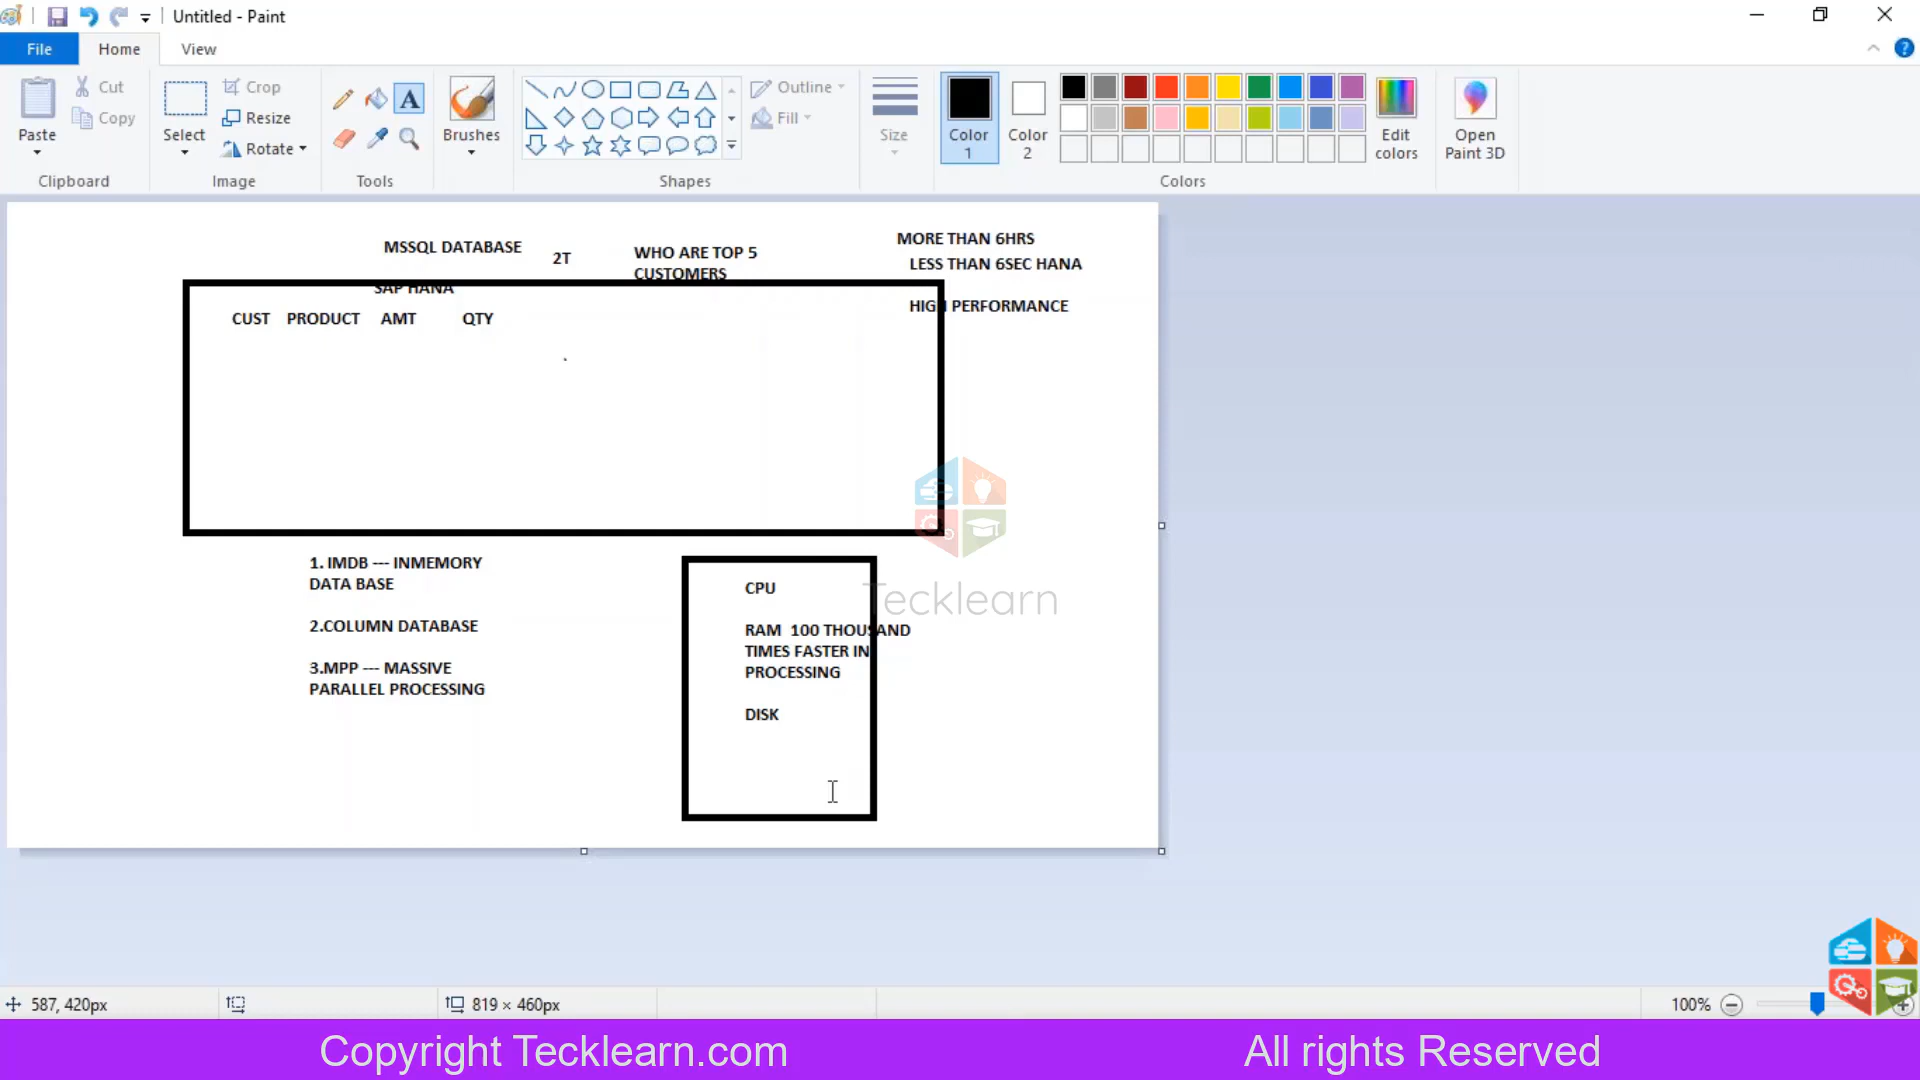 Untitled - Paint
File
Home
View
Paste
Cut
Copy
Clipboard
Select
Crop
Resize
Rotate
Image
A
Tools
Brushes
Shapes
Outline
Fill
Size
Color
1
Color
2
Colors
Edit
colors
Open
Paint 3D
MSSQL DATABASE
2T
WHO ARE TOP 5
CUSTOMERS
MORE THAN 6HRS
LESS THAN 6SEC HANA
HIGH PERFORMANCE
SAP HANA
CUST PRODUCT AMT QTY
1. IMDB --- INMEMORY
DATA BASE
2.COLUMN DATABASE
3.MPP --- MASSIVE
PARALLEL PROCESSING
CPU
RAM 100 THOUSAND
TIMES FASTER IN
PROCESSING
DISK
Tecklearn
587, 420px
819 × 460px
100%
Copyright Tecklearn.com
All rights Reserved